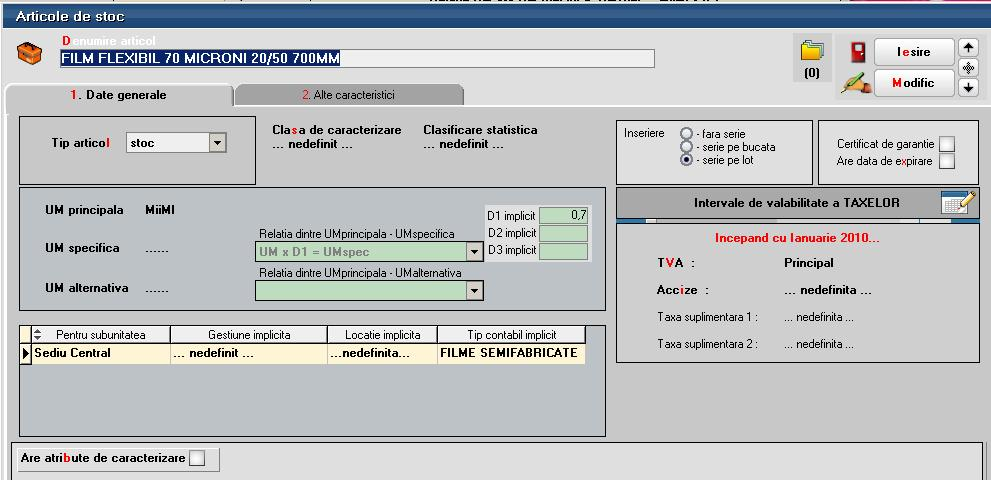 Articole de stoc
Denumire articol
FILM FLEXIBIL 70 MICRONI 20/50 700MM
(0)
Iesire
Modific
1. Date generale
2. Alte caracteristici
Tip articol
stoc
Clasa de caracterizare
... nedefinit ...
Clasificare statistica
... nedefinit ...
Inseriere
- fara serie
- serie pe bucata
- serie pe lot
Certificat de garantie
Are data de expirare
UM principala
MiiMl
UM specifica
......
Relatia dintre UMprincipala - UMspecifica
UM x D1 = UMspec
UM alternativa
......
Relatia dintre UMprincipala - UMalternativa
D1 implicit
0,7
D2 implicit
D3 implicit
Intervale de valabilitate a TAXELOR
Incepand cu Ianuarie 2010...
TVA :
Principal
Accize :
... nedefinita ...
Taxa suplimentara 1 :
... nedefinita ...
Taxa suplimentara 2 :
... nedefinita ...
Pentru subunitatea
Gestiune implicita
Locatie implicita
Tip contabil implicit
Sediu Central
... nedefinit ...
...nedefinita...
FILME SEMIFABRICATE
Are atribute de caracterizare